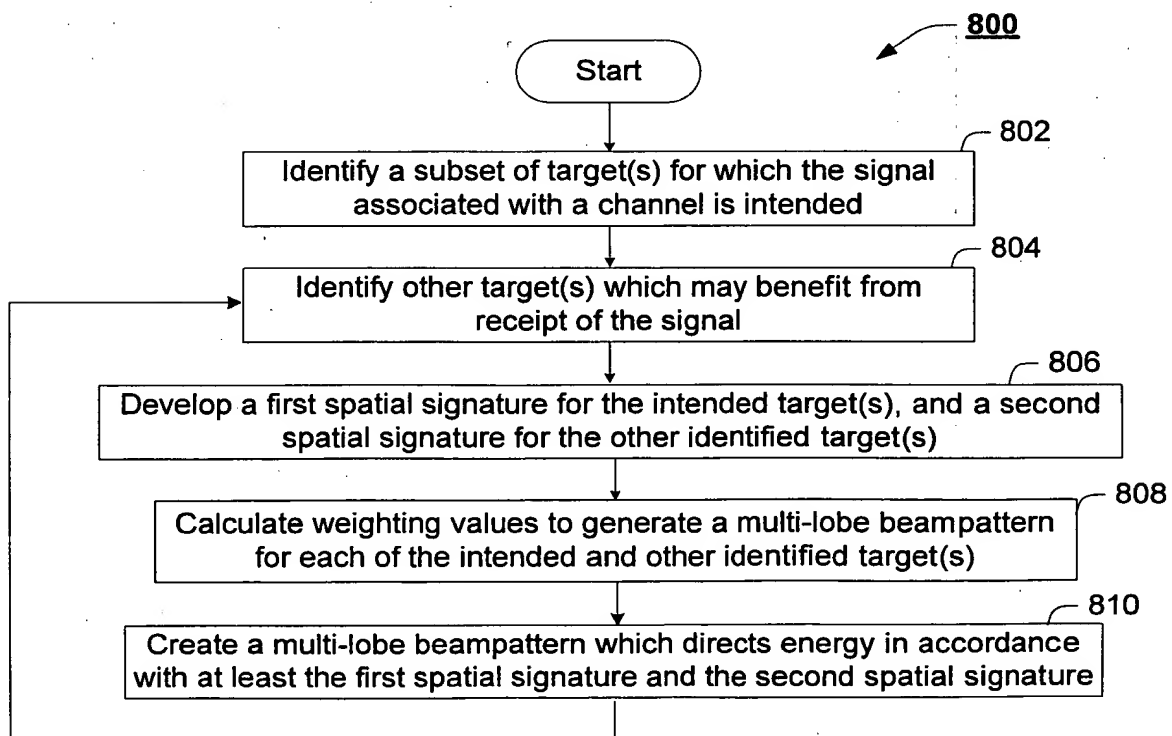 800
Start
802
Identify a subset of target(s) for which the signal
associated with a channel is intended
804
Identify other target(s) which may benefit from
receipt of the signal
806
Develop a first spatial signature for the intended target(s), and a second
spatial signature for the other identified target(s)
808
Calculate weighting values to generate a multi-lobe beampattern
for each of the intended and other identified target(s)
810
Create a multi-lobe beampattern which directs energy in accordance
with at least the first spatial signature and the second spatial signature